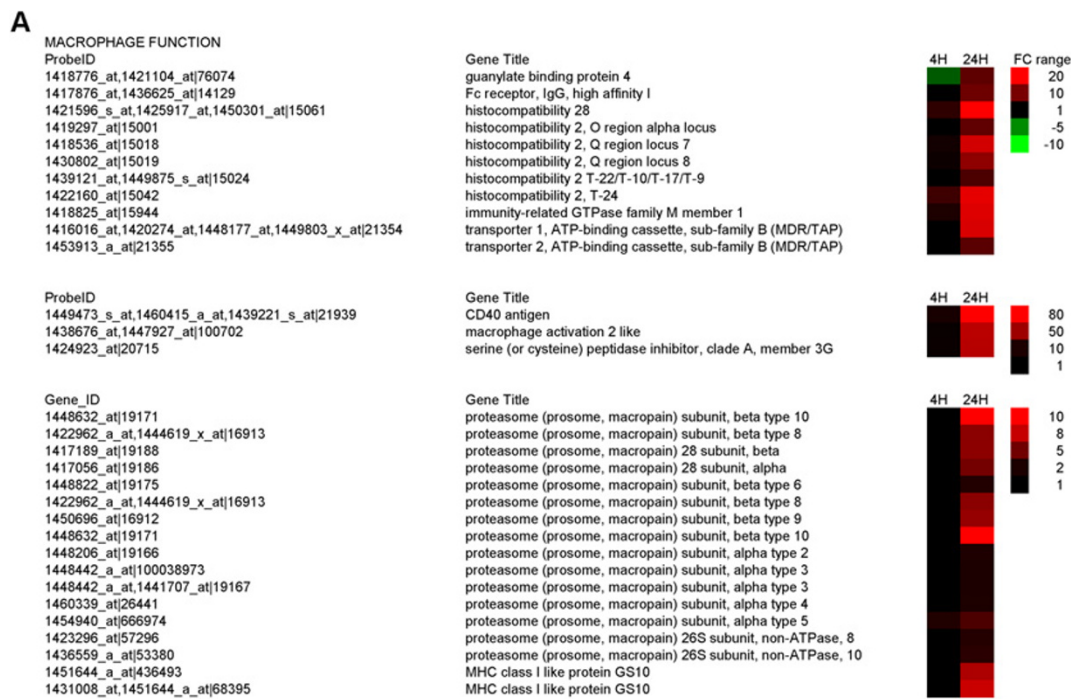 A
MACROPHAGE FUNCTION
ProbeID Gene Title 4H 24H FC range
1418776_at,1421104_at|76074 guanylate binding protein 4 20
1417876_at,1436625_at|14129 Fc receptor, IgG, high affinity I 10
1421596_s_at,1425917_at,1450301_at|15061 histocompatibility 28 1
1419297_at|15001 histocompatibility 2, O region alpha locus -5
1418536_at|15018 histocompatibility 2, Q region locus 7 -10
1430802_at|15019 histocompatibility 2, Q region locus 8
1439121_at,1449875_s_at|15024 histocompatibility 2 T-22/T-10/T-17/T-9
1422160_at|15042 histocompatibility 2, T-24
1418825_at|15944 immunity-related GTPase family M member 1
1416016_at,1420274_at,1448177_at,1449803_x_at|21354 transporter 1, ATP-binding cassette, sub-family B (MDR/TAP)
1453913_a_at|21355 transporter 2, ATP-binding cassette, sub-family B (MDR/TAP)
ProbeID Gene Title 4H 24H
1449473_s_at,1460415_a_at,1439221_s_at|21939 CD40 antigen 80
1438676_at,1447927_at|100702 macrophage activation 2 like 50
1424923_at|20715 serine (or cysteine) peptidase inhibitor, clade A, member 3G 10
1
Gene_ID Gene Title 4H 24H
1448632_at|19171 proteasome (prosome, macropain) subunit, beta type 10 10
1422962_a_at,1444619_x_at|16913 proteasome (prosome, macropain) subunit, beta type 8 8
1417189_at|19188 proteasome (prosome, macropain) 28 subunit, beta 5
1417056_at|19186 proteasome (prosome, macropain) 28 subunit, alpha 2
1448822_at|19175 proteasome (prosome, macropain) subunit, beta type 6 1
1422962_a_at,1444619_x_at|16913 proteasome (prosome, macropain) subunit, beta type 8
1450696_at|16912 proteasome (prosome, macropain) subunit, beta type 9
1448632_at|19171 proteasome (prosome, macropain) subunit, beta type 10
1448206_at|19166 proteasome (prosome, macropain) subunit, alpha type 2
1448442_a_at|100038973 proteasome (prosome, macropain) subunit, alpha type 3
1448442_a_at,1441707_at|19167 proteasome (prosome, macropain) subunit, alpha type 3
1460339_at|26441 proteasome (prosome, macropain) subunit, alpha type 4
1454940_at|666974 proteasome (prosome, macropain) subunit, alpha type 5
1423296_at|57296 proteasome (prosome, macropain) 26S subunit, non-ATPase, 8
1436559_a_at|53380 proteasome (prosome, macropain) 26S subunit, non-ATPase, 10
1451644_a_at|436493 MHC class I like protein GS10
1431008_at,1451644_a_at|68395 MHC class I like protein GS10